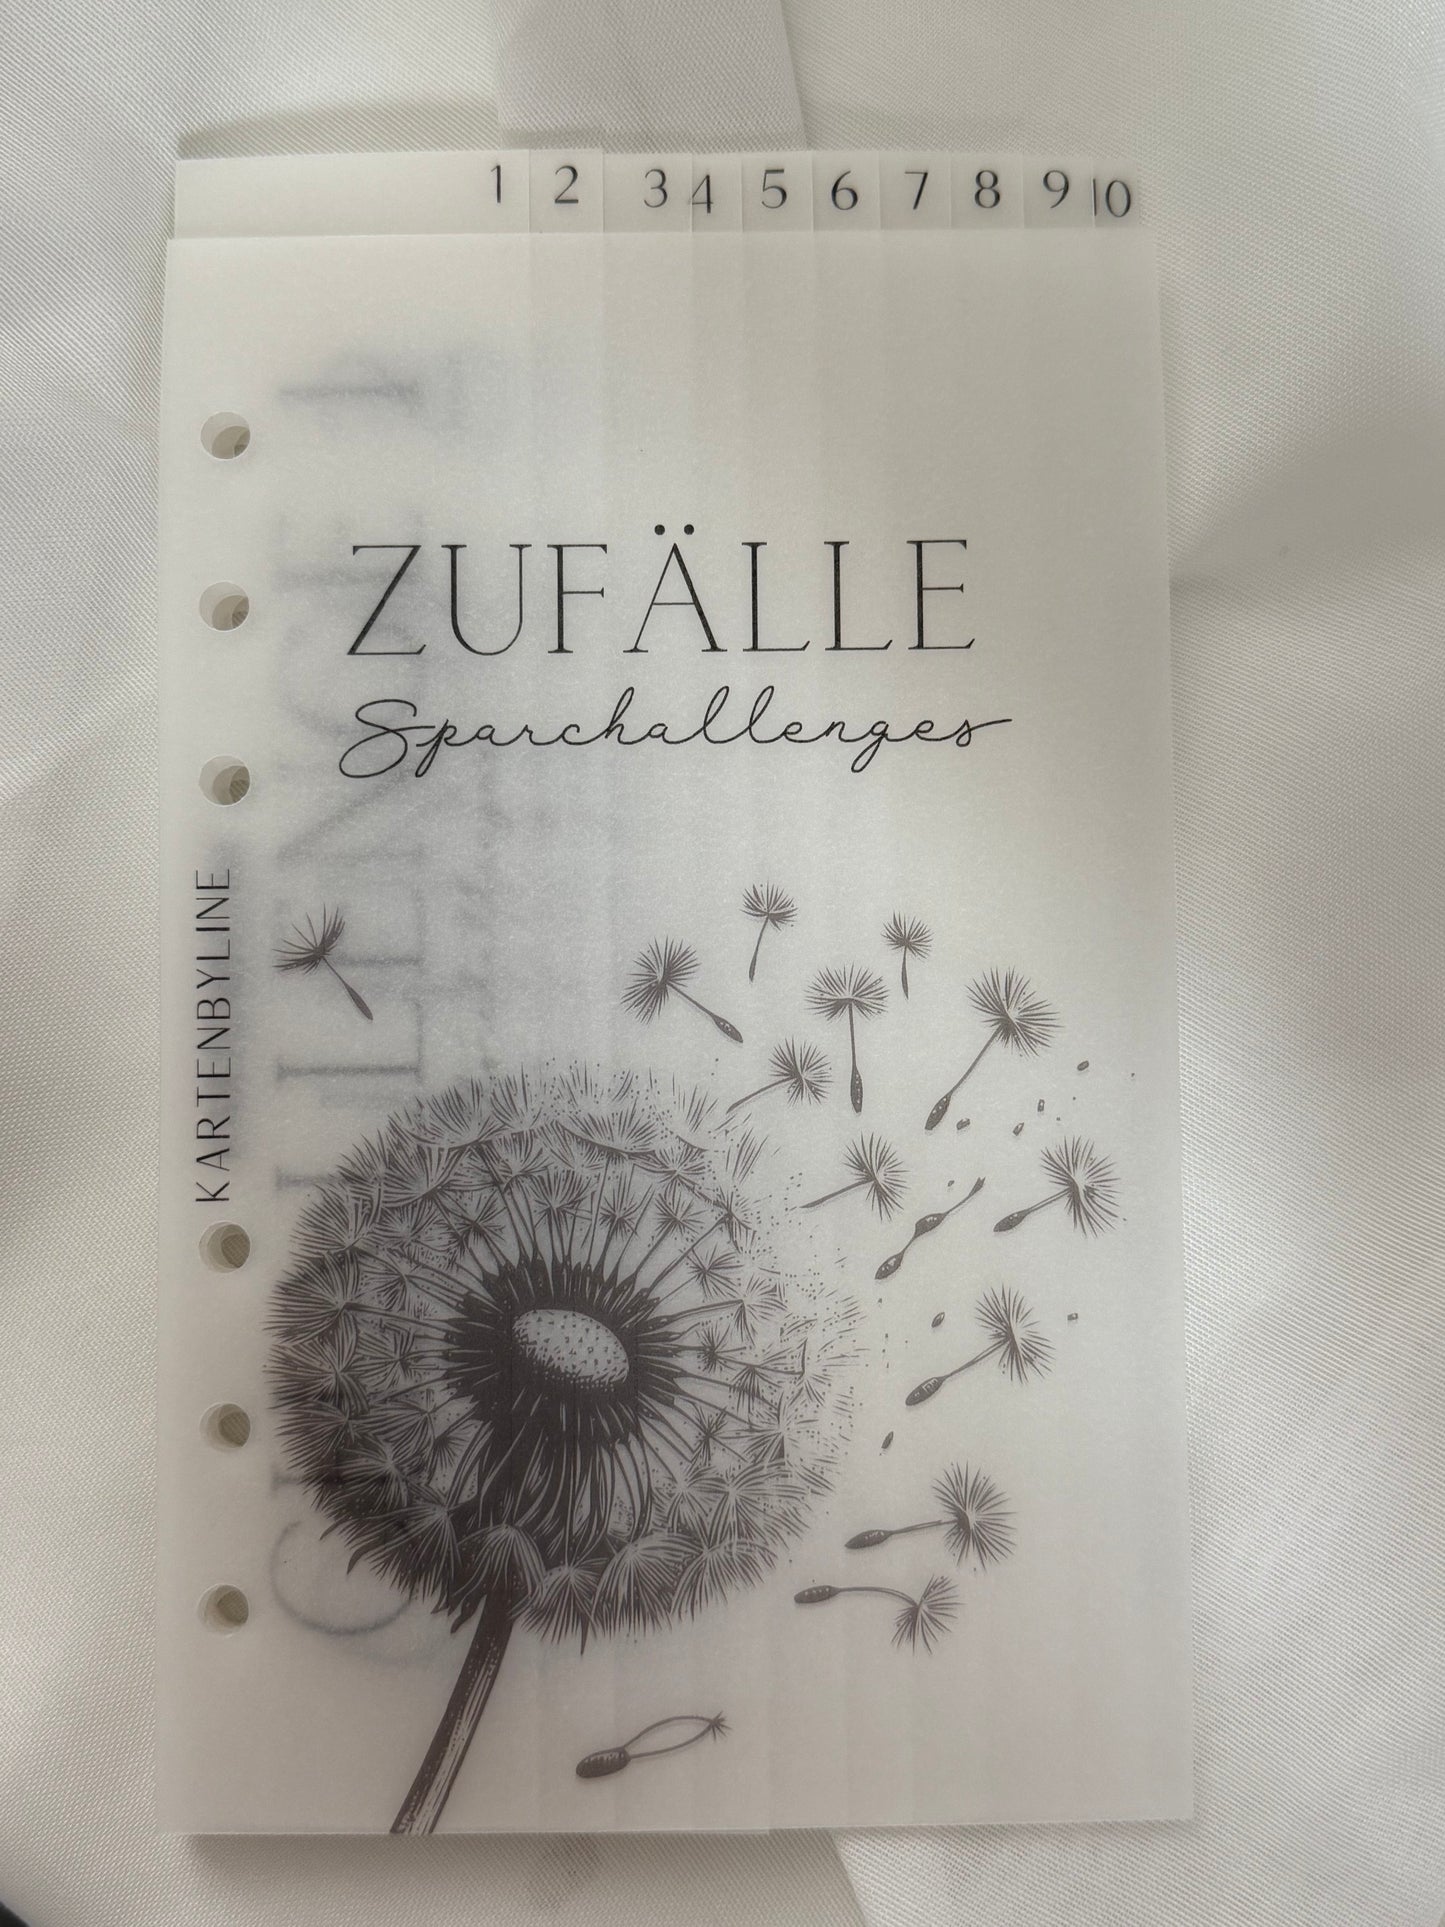 1 2 3 4 5 6 7 8 9 10
ZUFÄLLE
Sparchallenges
KARTENBYLINE